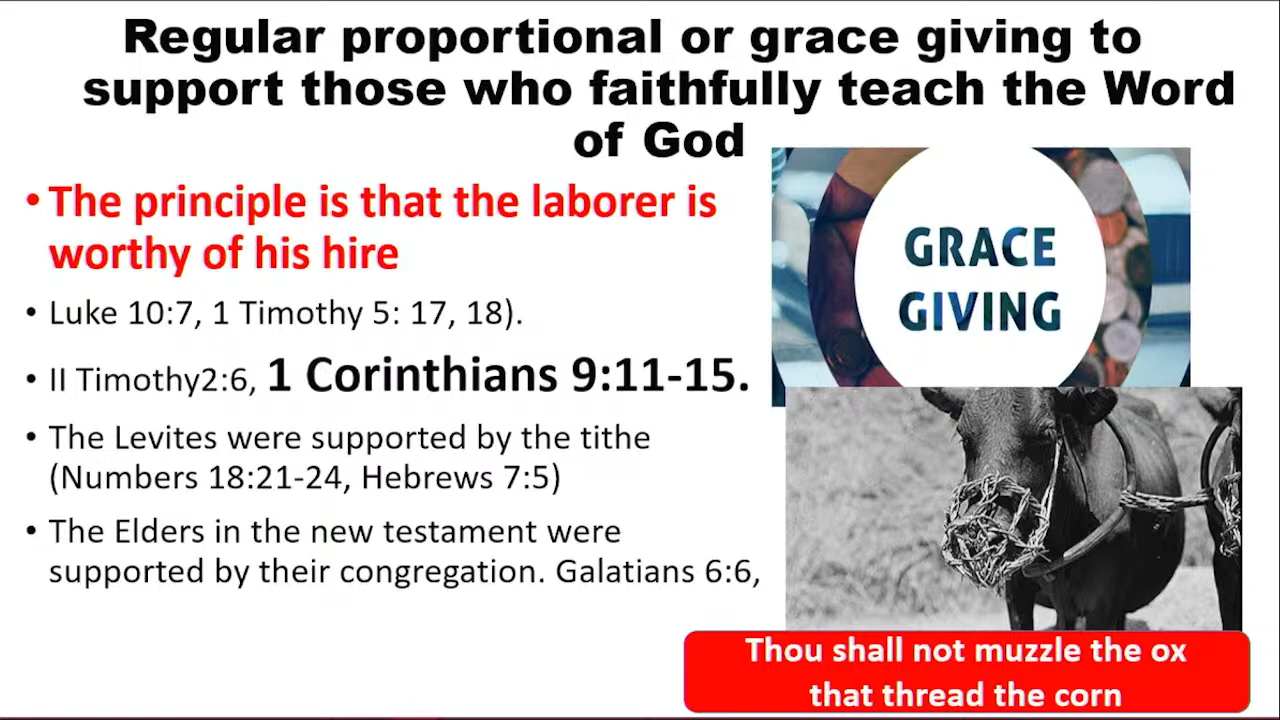 Regular proportional or grace giving to
support those who faithfully teach the Word
of God
• The principle is that the laborer is
worthy of his hire
• Luke 10:7, 1 Timothy 5: 17, 18).
• II Timothy2:6, 1 Corinthians 9:11-15.
• The Levites were supported by the tithe
(Numbers 18:21-24, Hebrews 7:5)
• The Elders in the new testament were
supported by their congregation. Galatians 6:6,
GRACE
GIVING
Thou shall not muzzle the ox
that thread the corn